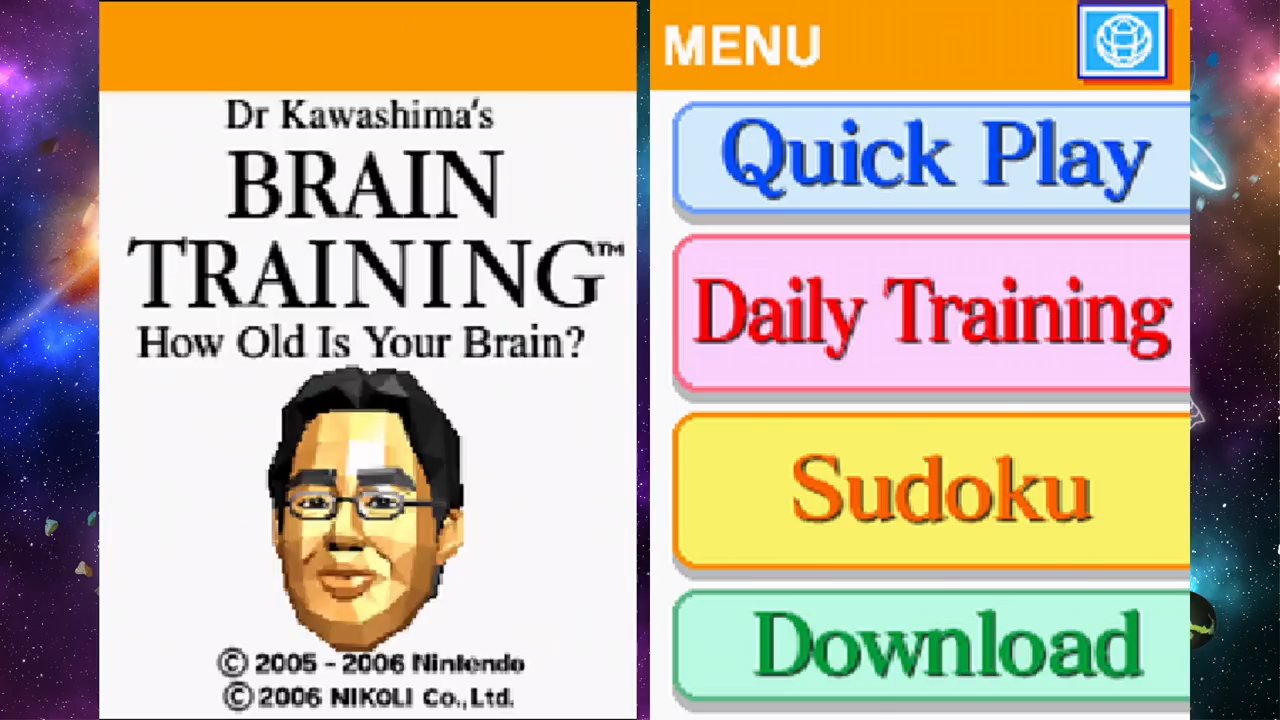 Dr Kawashima's
BRAIN
TRAINING™
How Old Is Your Brain?
© 2005 - 2006 Nintendo
© 2006 NIKOLI Co., Ltd.
MENU
Quick Play
Daily Training
Sudoku
Download